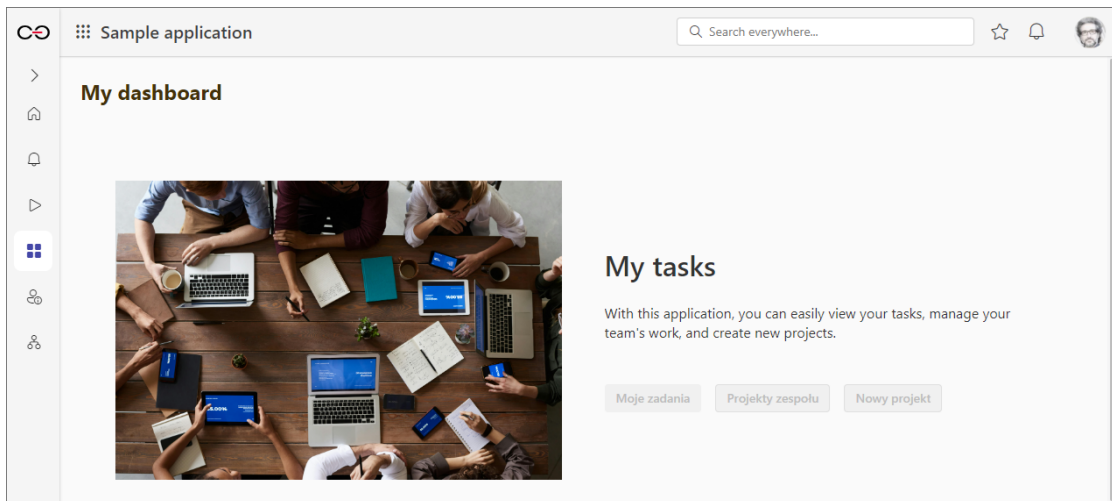 Sample application
Search everywhere...
My dashboard
My tasks
With this application, you can easily view your tasks, manage your
team's work, and create new projects.
Moje zadania
Projekty zespołu
Nowy projekt